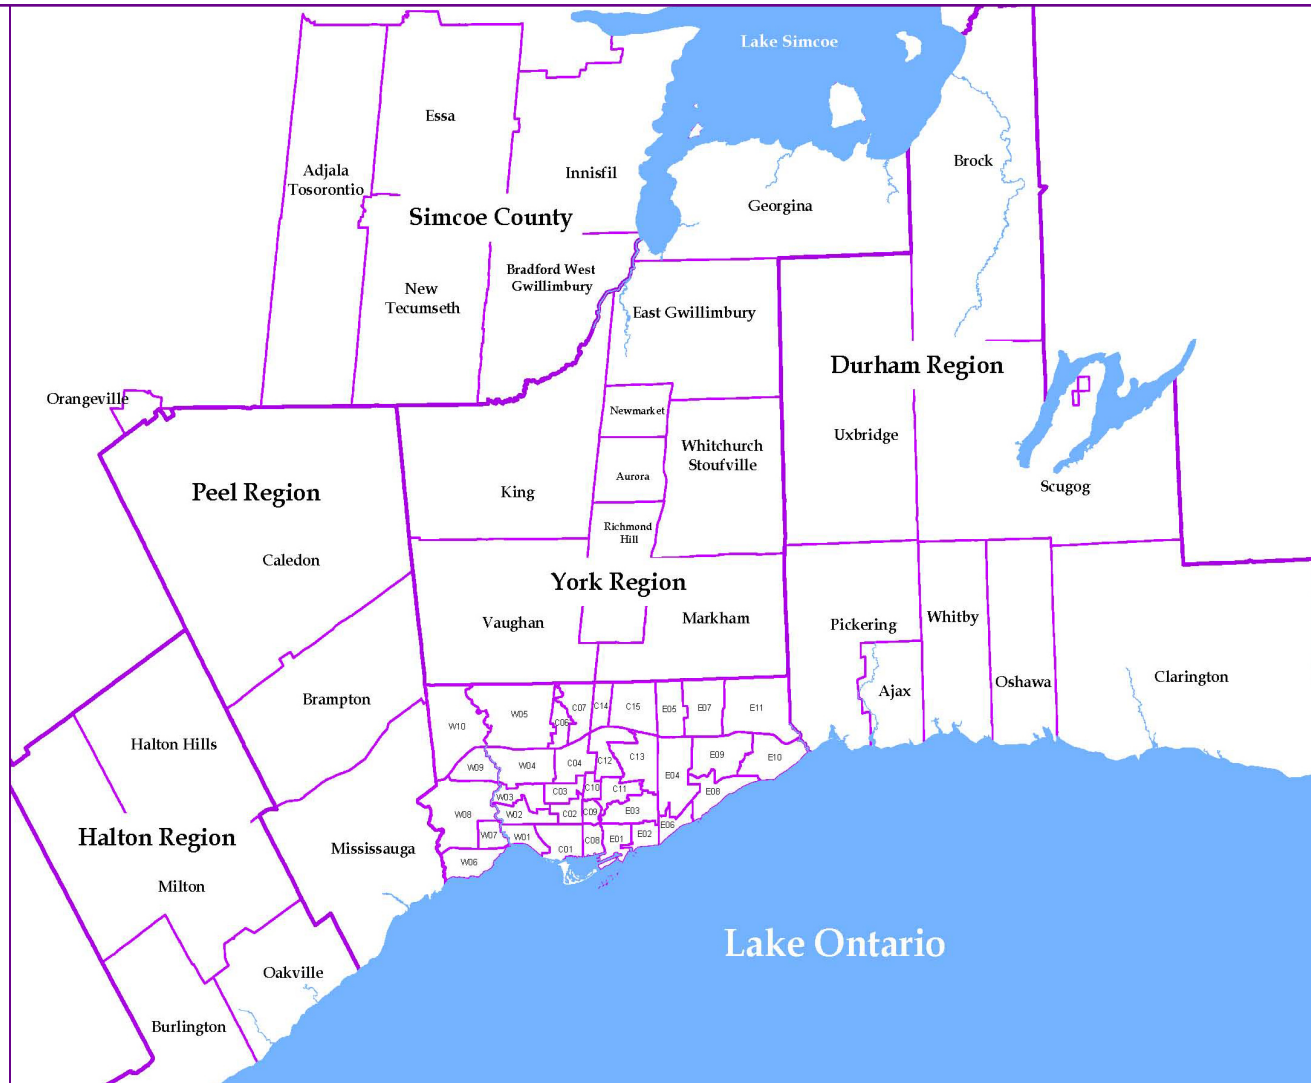 Lake Simcoe
Essa
Brock
Adjala
Tosorontio
Innisfil
Georgina
Simcoe County
Bradford West
Gwillimbury
New
Tecumseth
East Gwillimbury
Durham Region
Orangeville
Newmarket
Whitchurch
Stoufville
Uxbridge
Aurora
Scugog
Peel Region
King
Richmond
Hill
Caledon
York Region
Vaughan
Markham
Pickering
Whitby
Ajax
Oshawa
Clarington
Brampton
Halton Hills
W10
W05
C06
C07
C14
C15
E05
E07
E11
W09
W04
C04
C12
C13
E04
E09
E10
W03
C03
C10
C11
E08
W08
W02
C02
C09
E03
E06
W07
W01
C01
C08
E01
E02
W06
Halton Region
Mississauga
Milton
Lake Ontario
Oakville
Burlington